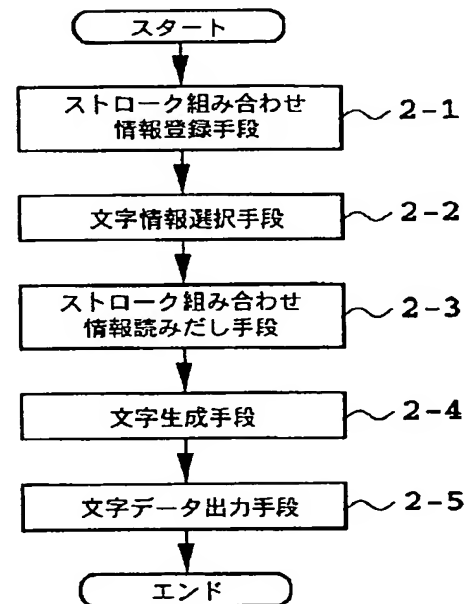 スタート
ストローク組み合わせ
情報登録手段
2-1
文字情報選択手段
2-2
ストローク組み合わせ
情報読みだし手段
2-3
文字生成手段
2-4
文字データ出力手段
2-5
エンド